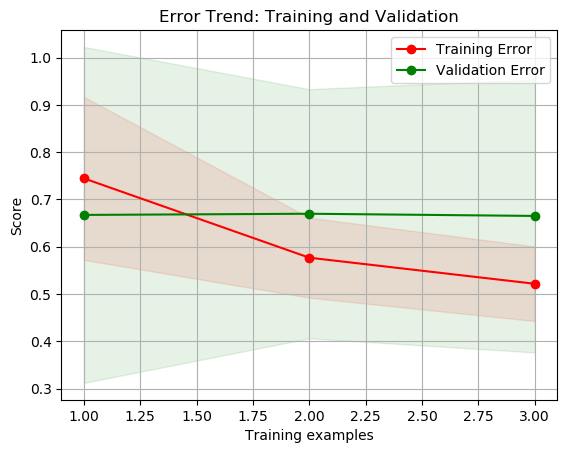 Error Trend: Training and Validation
Training Error
Validation Error
Score
1.0
0.9
0.8
0.7
0.6
0.5
0.4
0.3
1.00 1.25 1.50 1.75 2.00 2.25 2.50 2.75 3.00
Training examples